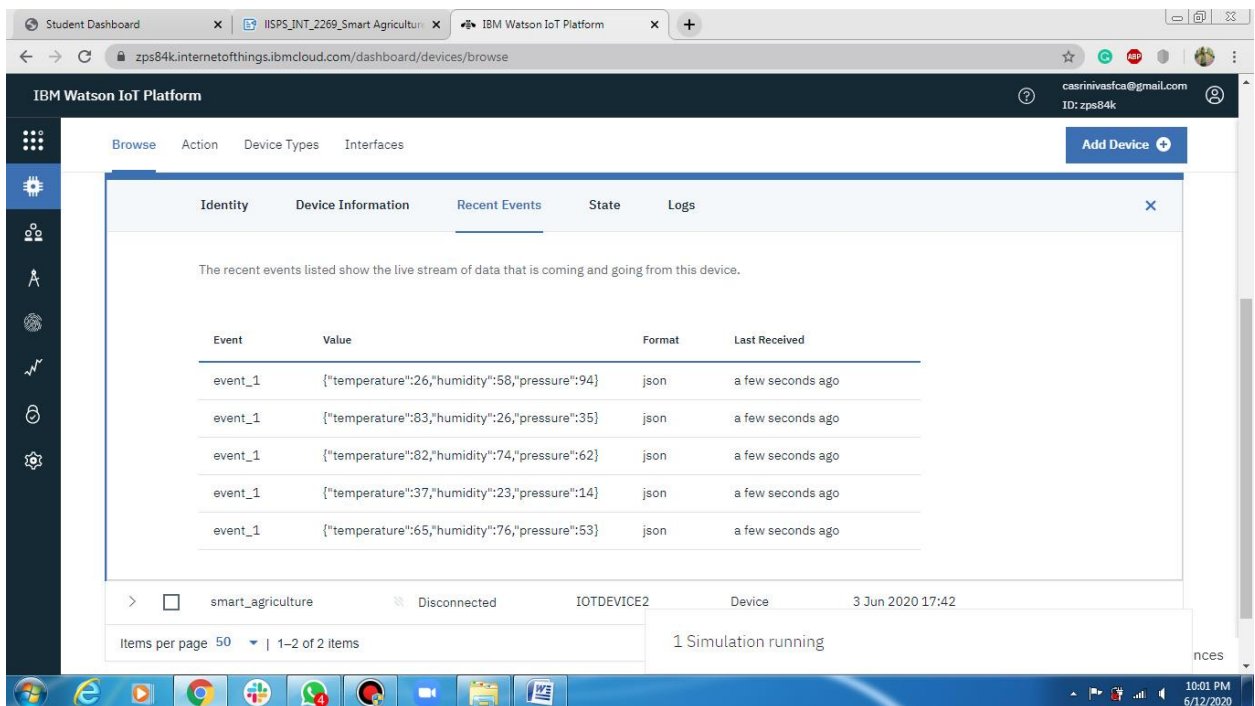 Student Dashboard
IISPS_INT_2269_Smart Agricultur
IBM Watson IoT Platform
zps84k.internetofthings.ibmcloud.com/dashboard/devices/browse
ABP
IBM Watson IoT Platform
casrinivasfca@gmail.com
ID: zps84k
Browse Action Device Types Interfaces
Add Device
Identity Device Information Recent Events State Logs
The recent events listed show the live stream of data that is coming and going from this device.
Event Value Format Last Received
event_1 {"temperature":26,"humidity":58,"pressure":94} json a few seconds ago
event_1 {"temperature":83,"humidity":26,"pressure":35} json a few seconds ago
event_1 {"temperature":82,"humidity":74,"pressure":62} json a few seconds ago
event_1 {"temperature":37,"humidity":23,"pressure":14} json a few seconds ago
event_1 {"temperature":65,"humidity":76,"pressure":53} json a few seconds ago
smart_agriculture Disconnected IOTDEVICE2 Device 3 Jun 2020 17:42
Items per page 50 | 1–2 of 2 items
1 Simulation running
nces
4
10:01 PM
6/12/2020